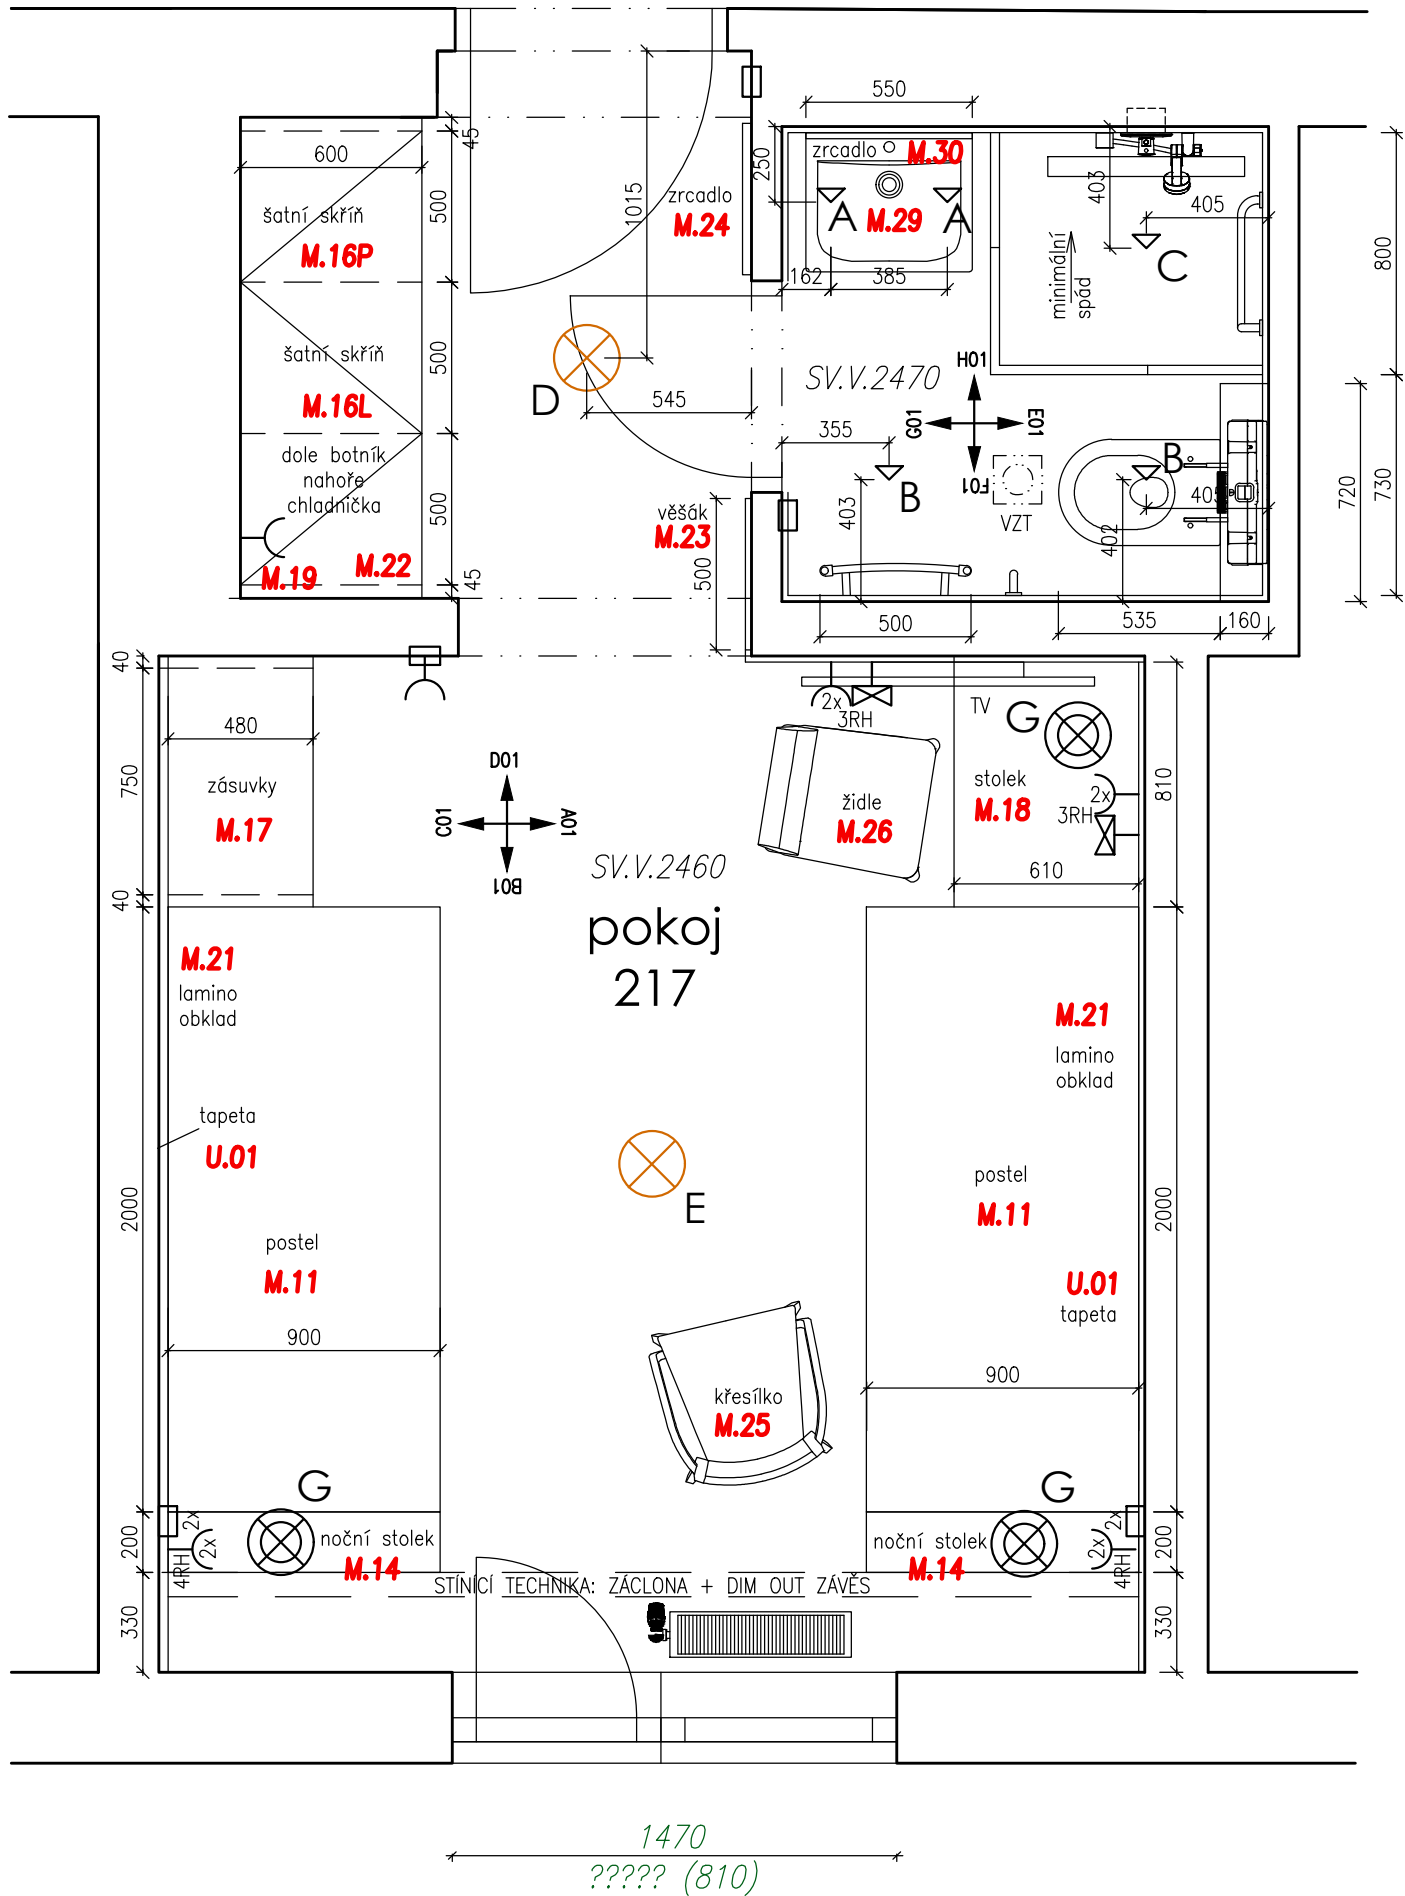 550
45
600
250
zrcadlo
M.30
403
405
500
1015
zrcadlo
M.24
šatní skříň
M.16P
A
M.29
A
800
minimální
spád
C
162
385
500
šatní skříň
M.16L
H01
SV.V.2470
D
545
G01
E01
355
F01
dole botník
nahoře
chladnička
500
B
405
B
403
VZT
402
720
730
věšák
M.23
M.19
M.22
45
500
500
535
160
40
480
2x
3RH
TV
G
750
zásuvky
M.17
D01
C01
A01
B01
židle
M.26
stolek
M.18
2x
3RH
810
SV.V.2460
610
40
pokoj
217
M.21
lamino
obklad
M.21
lamino
obklad
tapeta
U.01
2000
postel
M.11
2000
E
postel
M.11
U.01
tapeta
900
900
křesílko
M.25
G
G
2x
2x
4RH
200
noční stolek
M.14
noční stolek
M.14
2x
2x
4RH
200
STÍNÍCÍ TECHNIKA: ZÁCLONA + DIM OUT ZÁVĚS
330
330
1470
????? (810)